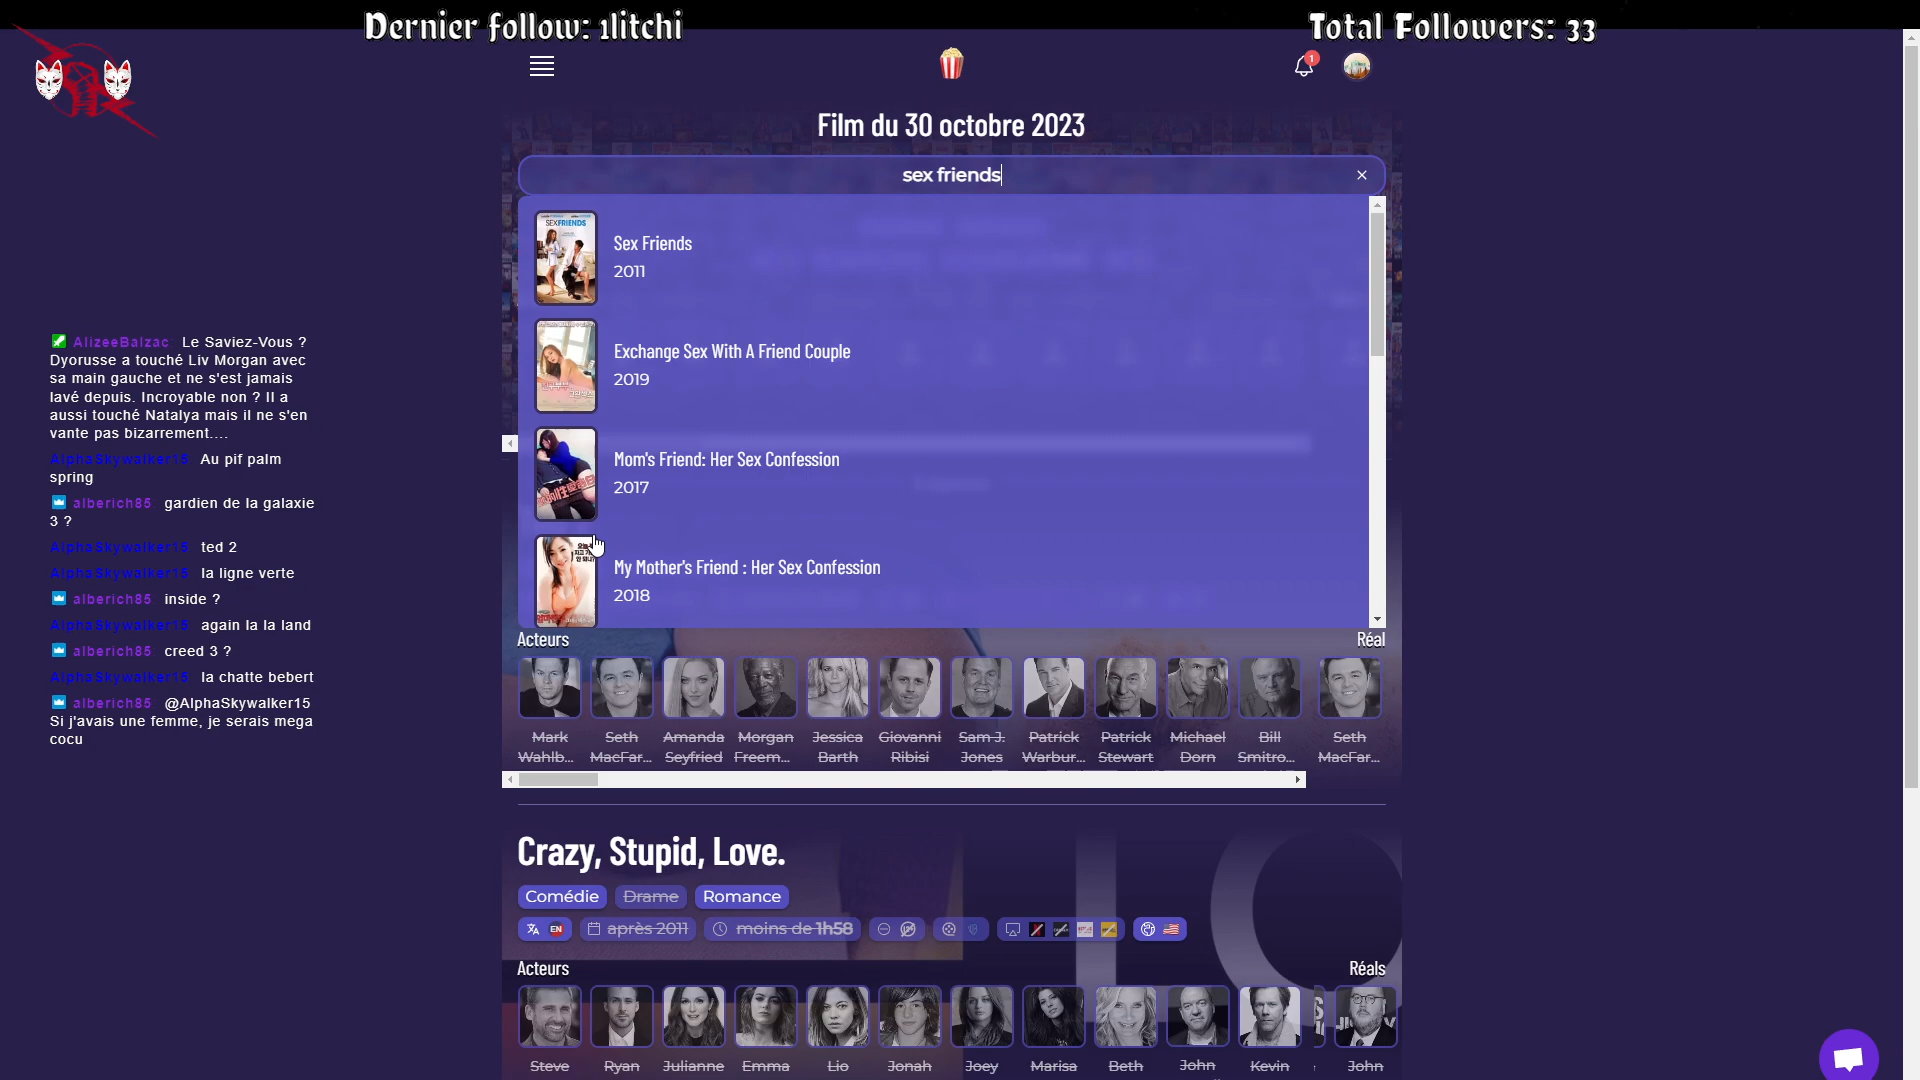 Dernier follow: 1litchi
Total Followers: 33
1
Film du 30 octobre 2023
sex friends
Sex Friends
2011
Exchange Sex With A Friend Couple
2019
Mom's Friend: Her Sex Confession
2017
My Mother's Friend : Her Sex Confession
2018
AlizeeBalzac Le Saviez-Vous ?
Dyorusse a touché Liv Morgan avec
sa main gauche et ne s'est jamais
lavé depuis. Incroyable non ? Il a
aussi touché Natalya mais il ne s'en
vante pas bizarrement....
AlphaSkywalker15 Au pif palm
spring
alberich85 gardien de la galaxie
3 ?
AlphaSkywalker15 ted 2
AlphaSkywalker15 la ligne verte
alberich85 inside ?
AlphaSkywalker15 again la la land
alberich85 creed 3 ?
AlphaSkywalker15 la chatte bebert
alberich85 @AlphaSkywalker15
Si j'avais une femme, je serais mega
cocu
Acteurs
Réal
Mark Wahlb...
Seth MacFar...
Amanda Seyfried
Morgan Freem...
Jessica Barth
Giovanni Ribisi
Sam J. Jones
Patrick Warbur...
Patrick Stewart
Michael Dorn
Bill Smitro...
Seth MacFar...
Crazy, Stupid, Love.
Comédie Drame Romance
EN après 2011 moins de 1h58
Acteurs
Réals
Steve Ryan Julianne Emma Lio Jonah Joey Marisa Beth John Kevin John